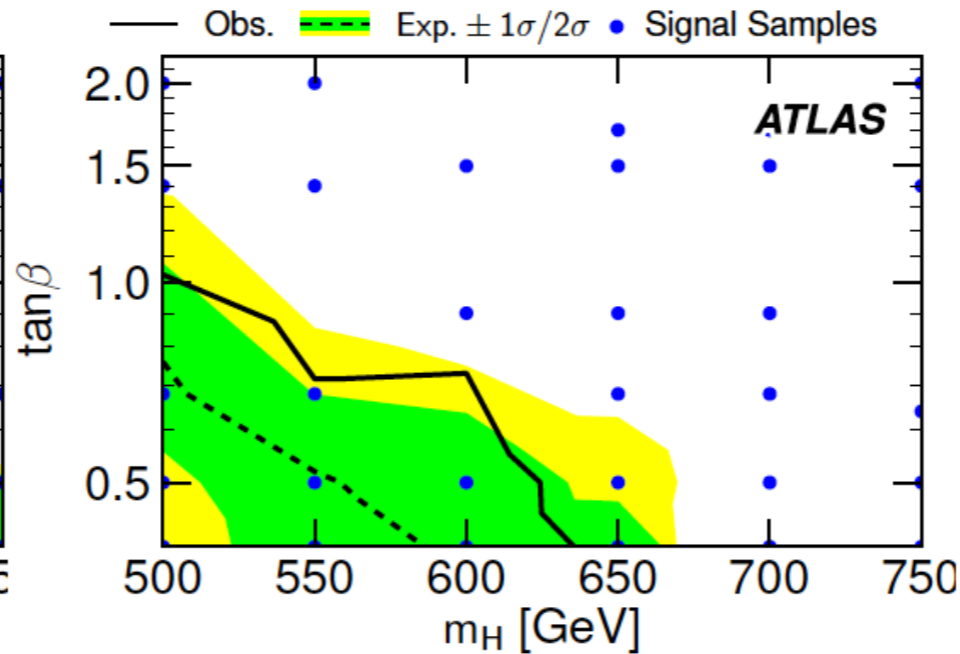 Obs. Exp. ± 1σ/2σ Signal Samples
ATLAS
2.0
1.5
1.0
0.5
tanβ
500 550 600 650 700 750
m_H [GeV]